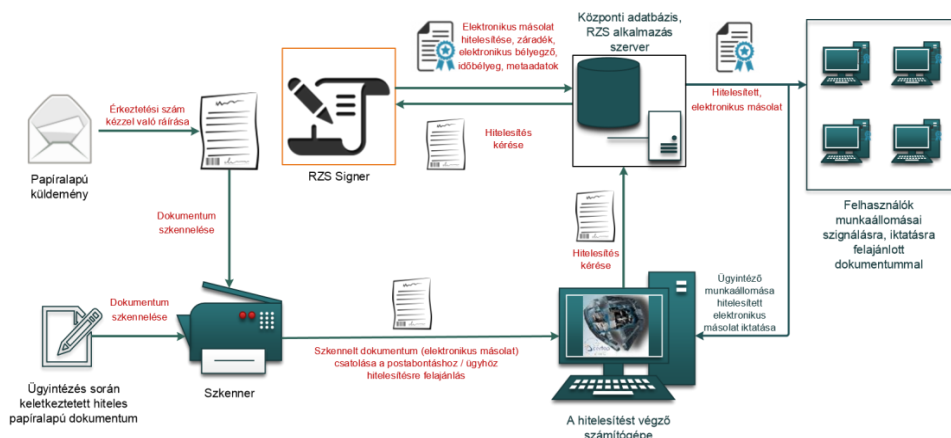 Elektronikus másolat
hitelesítése, záradék,
elektronikus bélyegző,
időbélyeg, metaadatok
Központi adatbázis,
RZS alkalmazás
szerver
Érkeztetési szám
kézzel való ráírása
Hitelesített,
elektronikus másolat
Hitelesítés
kérése
Papíralapú
küldemény
RZS Signer
Felhasználók
munkaállomásai
szignálásra, iktatásra
felajánlott
dokumentummal
Dokumentum
szkennelése
Hitelesítés
kérése
Ügyintéző
munkaállomása
hitelesített
elektronikus
másolat iktatása
Dokumentum
szkennelése
Szkennelt dokumentum (elektronikus másolat)
csatolása a postabontáshoz / ügyhöz
hitelesítésre felajánlás
Ügyintézés során
keletkeztetett hiteles
papíralapú dokumentum
Szkenner
A hitelesítést végző
számítógépe